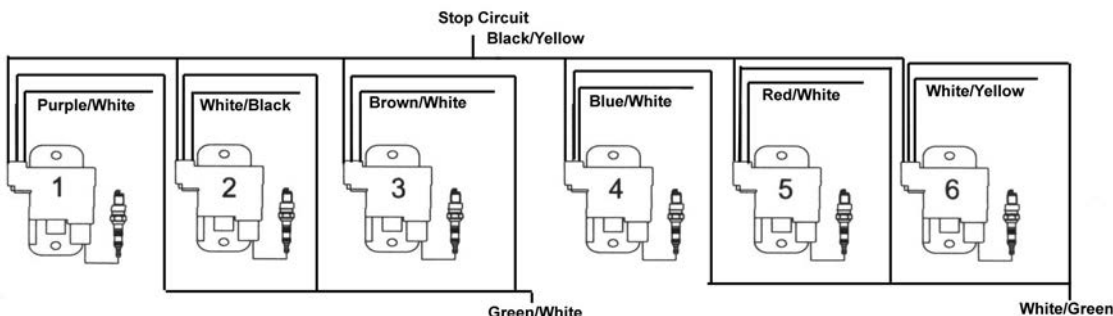 Stop Circuit
Black/Yellow
Purple/White
White/Black
Brown/White
Blue/White
Red/White
White/Yellow
1
2
3
4
5
6
Green/White
White/Green